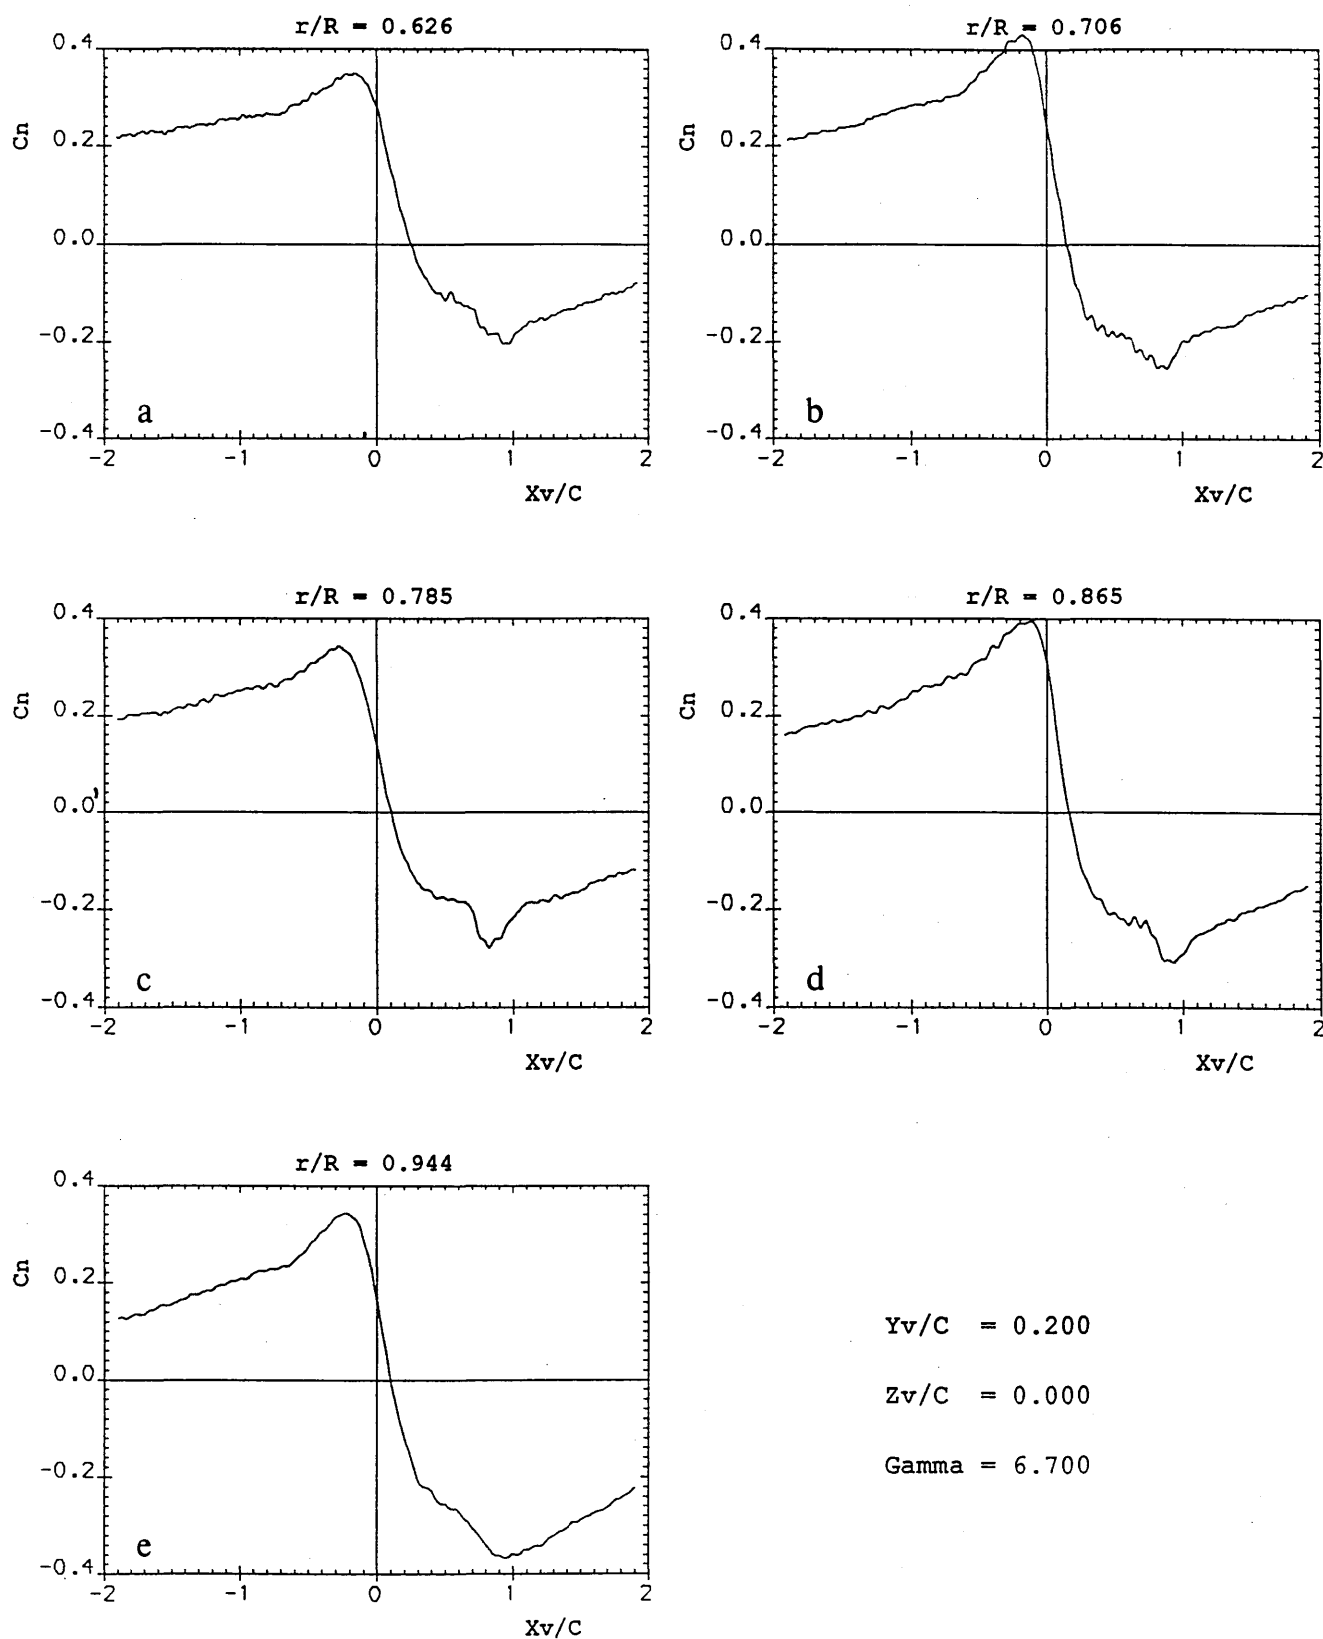 r/R = 0.626
0.4
0.2
0.0
-0.2
-0.4
Cn
a
-2 -1 0 1 2
Xv/C
r/R = 0.706
0.4
0.2
0.0
-0.2
-0.4
Cn
b
-2 -1 0 1 2
Xv/C
r/R = 0.785
0.4
0.2
0.0
-0.2
-0.4
Cn
c
-2 -1 0 1 2
Xv/C
r/R = 0.865
0.4
0.2
0.0
-0.2
-0.4
Cn
d
-2 -1 0 1 2
Xv/C
r/R = 0.944
0.4
0.2
0.0
-0.2
-0.4
Cn
e
-2 -1 0 1 2
Xv/C
Yv/C = 0.200
Zv/C = 0.000
Gamma = 6.700